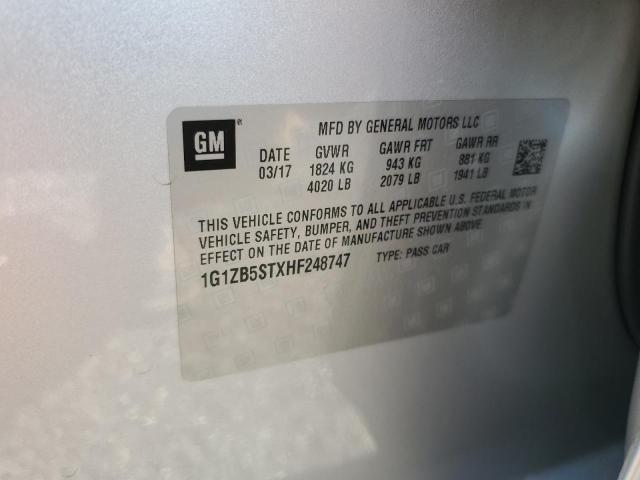 GM®
MFD BY GENERAL MOTORS LLC
DATE GVWR GAWR FRT GAWR RR
03/17 1824 KG 943 KG 881 KG
4020 LB 2079 LB 1941 LB
THIS VEHICLE CONFORMS TO ALL APPLICABLE U.S. FEDERAL MOTOR
VEHICLE SAFETY, BUMPER, AND THEFT PREVENTION STANDARDS IN
EFFECT ON THE DATE OF MANUFACTURE SHOWN ABOVE.
1G1ZB5STXHF248747 TYPE: PASS CAR